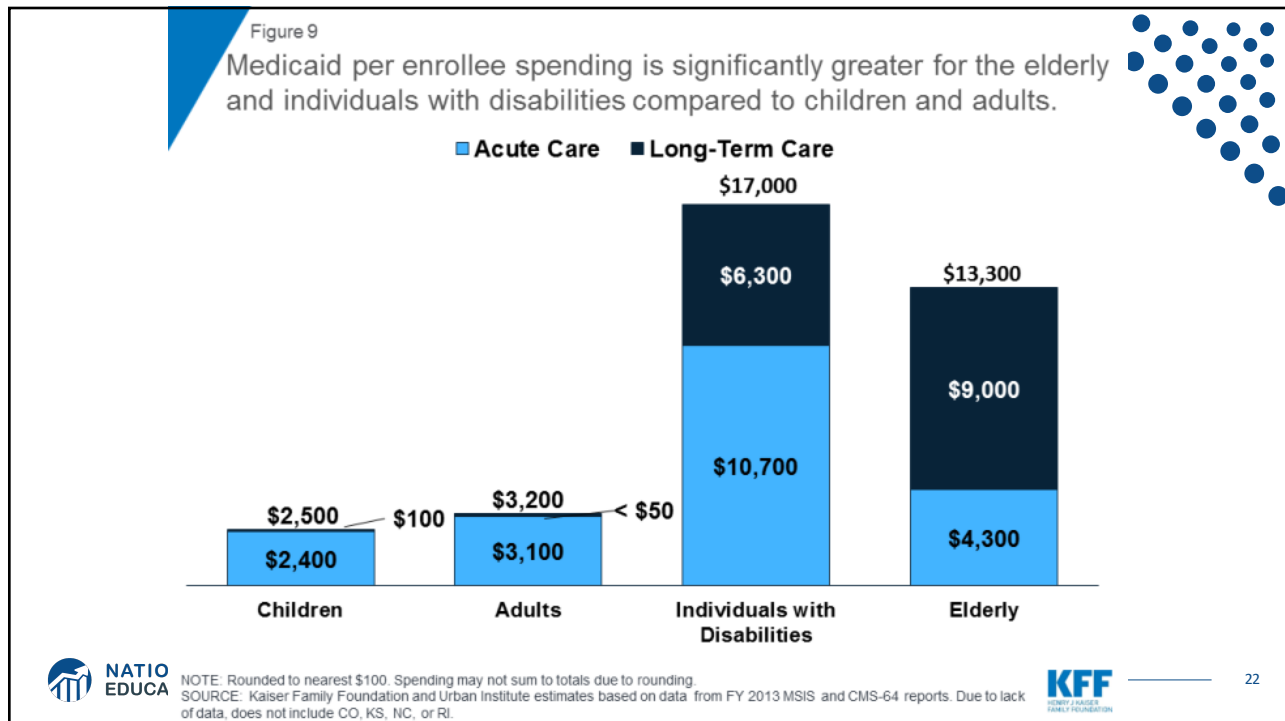 Figure 9
Medicaid per enrollee spending is significantly greater for the elderly
and individuals with disabilities compared to children and adults.
Acute Care Long-Term Care
$17,000
$6,300
$10,700
$13,300
$9,000
$4,300
$2,500
$100
$2,400
$3,200
< $50
$3,100
Children
Adults
Individuals with
Disabilities
Elderly
NATIO
EDUCA
NOTE: Rounded to nearest $100. Spending may not sum to totals due to rounding.
SOURCE: Kaiser Family Foundation and Urban Institute estimates based on data from FY 2013 MSIS and CMS-64 reports. Due to lack
of data, does not include CO, KS, NC, or RI.
KFF
HENRY J KAISER
FAMILY FOUNDATION
22